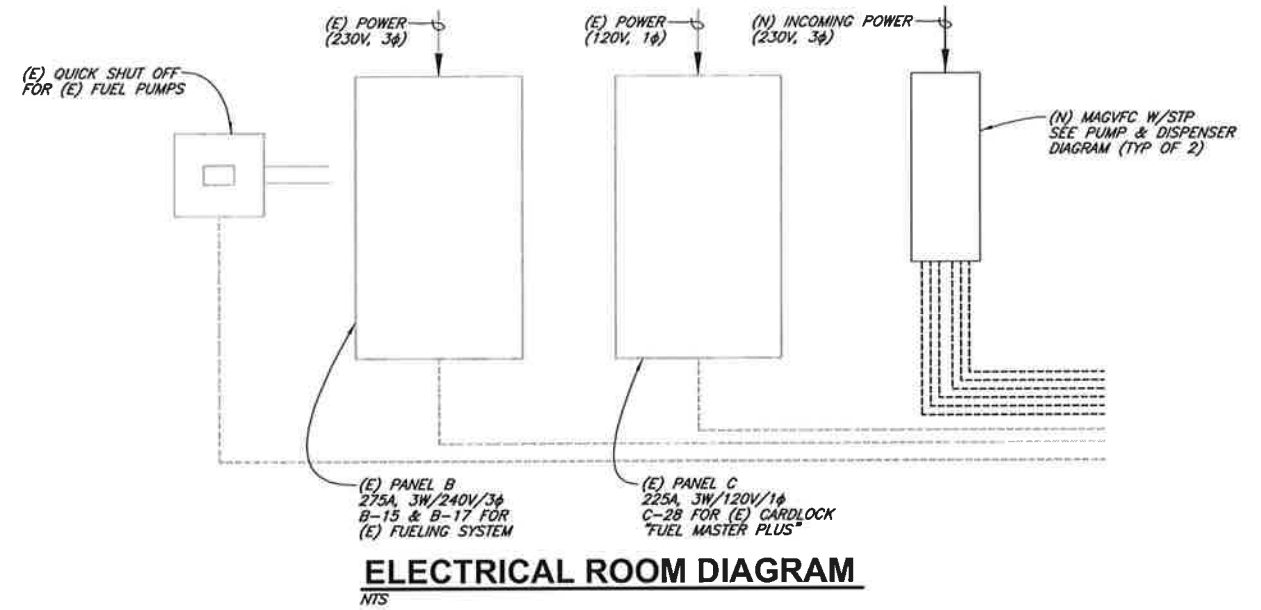 (E) POWER
(230V, 3ϕ)
(E) POWER
(120V, 1ϕ)
(N) INCOMING POWER
(230V, 3ϕ)
(E) QUICK SHUT OFF
FOR (E) FUEL PUMPS
(N) MAGVFC W/STP
SEE PUMP & DISPENSER
DIAGRAM (TYP OF 2)
(E) PANEL B
275A, 3W/240V/3ϕ
B-15 & B-17 FOR
(E) FUELING SYSTEM
(E) PANEL C
225A, 3W/120V/1ϕ
C-28 FOR (E) CARDLOCK
"FUEL MASTER PLUS"
ELECTRICAL ROOM DIAGRAM
NTS